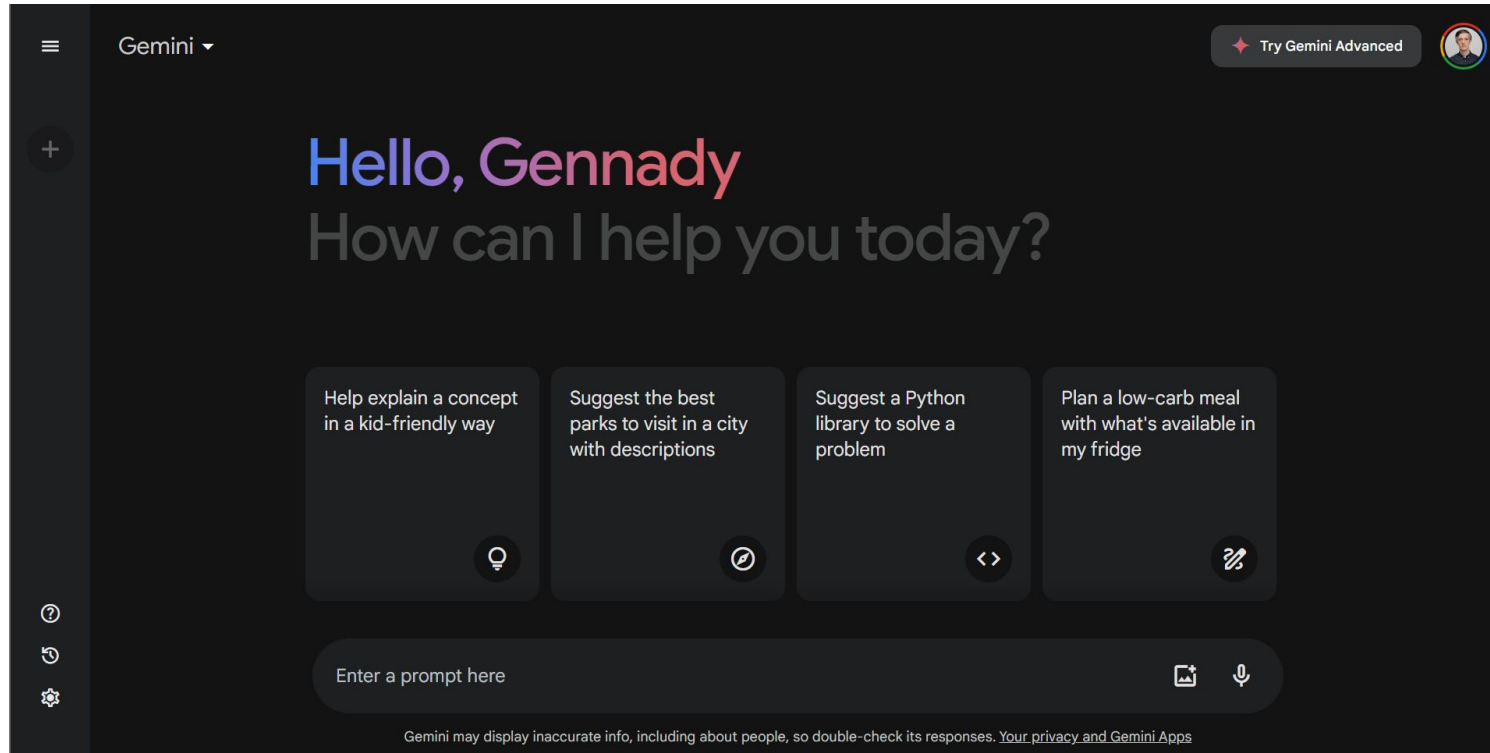 Gemini
Try Gemini Advanced
Hello, Gennady
How can I help you today?
Help explain a concept
in a kid-friendly way
Suggest the best
parks to visit in a city
with descriptions
Suggest a Python
library to solve a
problem
Plan a low-carb meal
with what's available in
my fridge
Enter a prompt here
Gemini may display inaccurate info, including about people, so double-check its responses. Your privacy and Gemini Apps